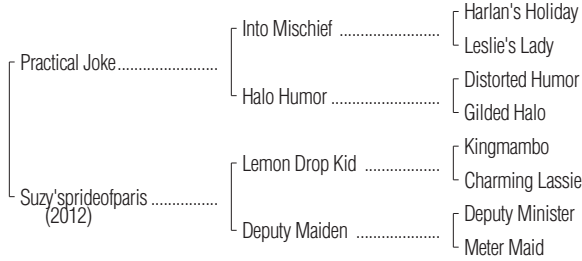 Harlan's Holiday
Into Mischief ........................
Leslie's Lady
Practical Joke ........................
Distorted Humor
Halo Humor ..........................
Gilded Halo
Kingmambo
Lemon Drop Kid ..................
Charming Lassie
Suzy'sprideofparis ................
(2012)
Deputy Minister
Deputy Maiden ....................
Meter Maid